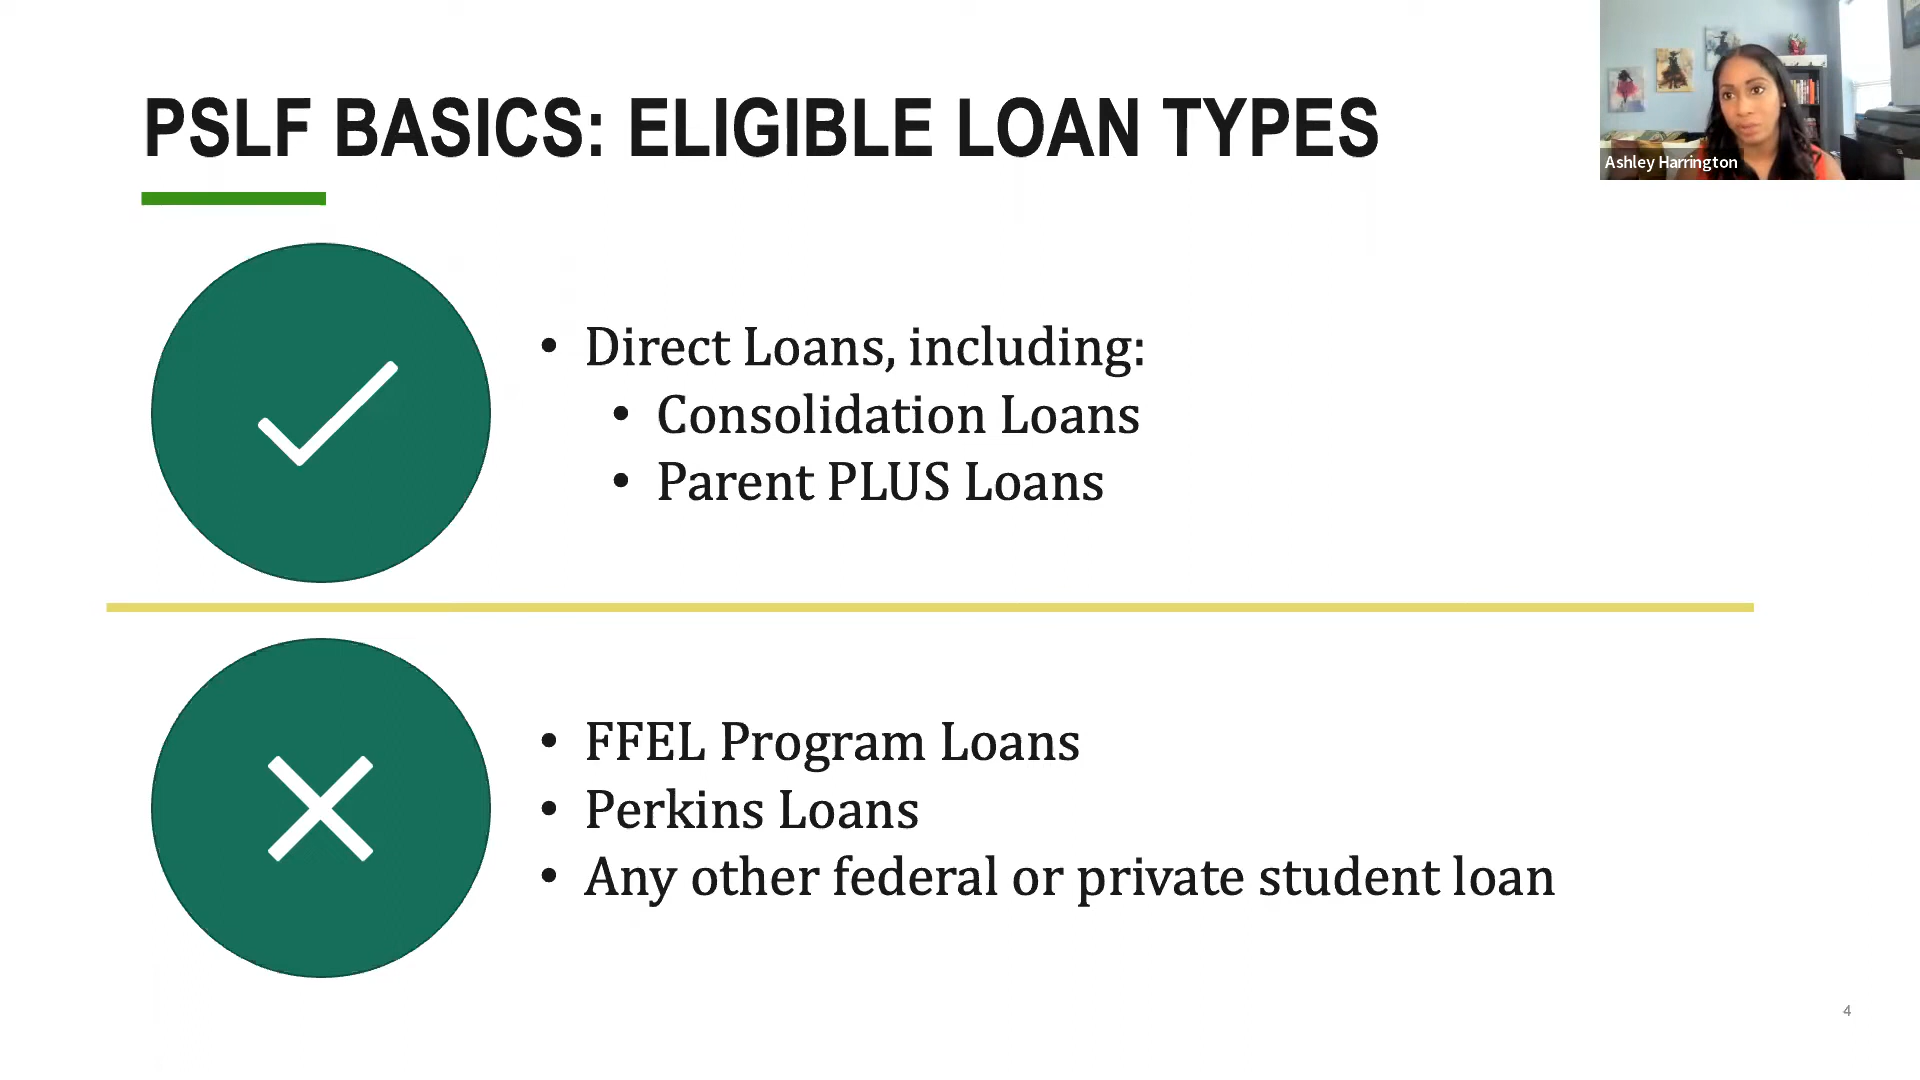 PSLF BASICS: ELIGIBLE LOAN TYPES
Ashley Harrington
• Direct Loans, including:
• Consolidation Loans
• Parent PLUS Loans
• FFEL Program Loans
• Perkins Loans
• Any other federal or private student loan
4